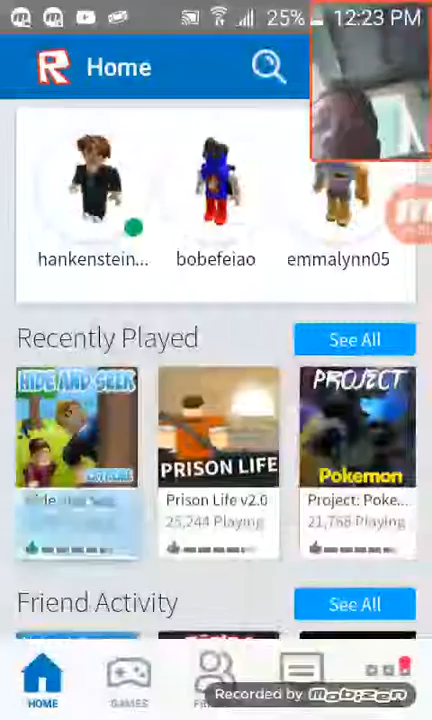 25% 12:23 PM
R Home
hankenstein... bobefeiao emmalynn05
Recently Played See All
HIDE AND SEEK
EXTREME
PRISON LIFE
PROJECT
Pokemon
Prison Life v2.0 Project: Poke...
25,244 Playing 21,768 Playing
Friend Activity See All
HOME GAMES
Recorded by mobizen